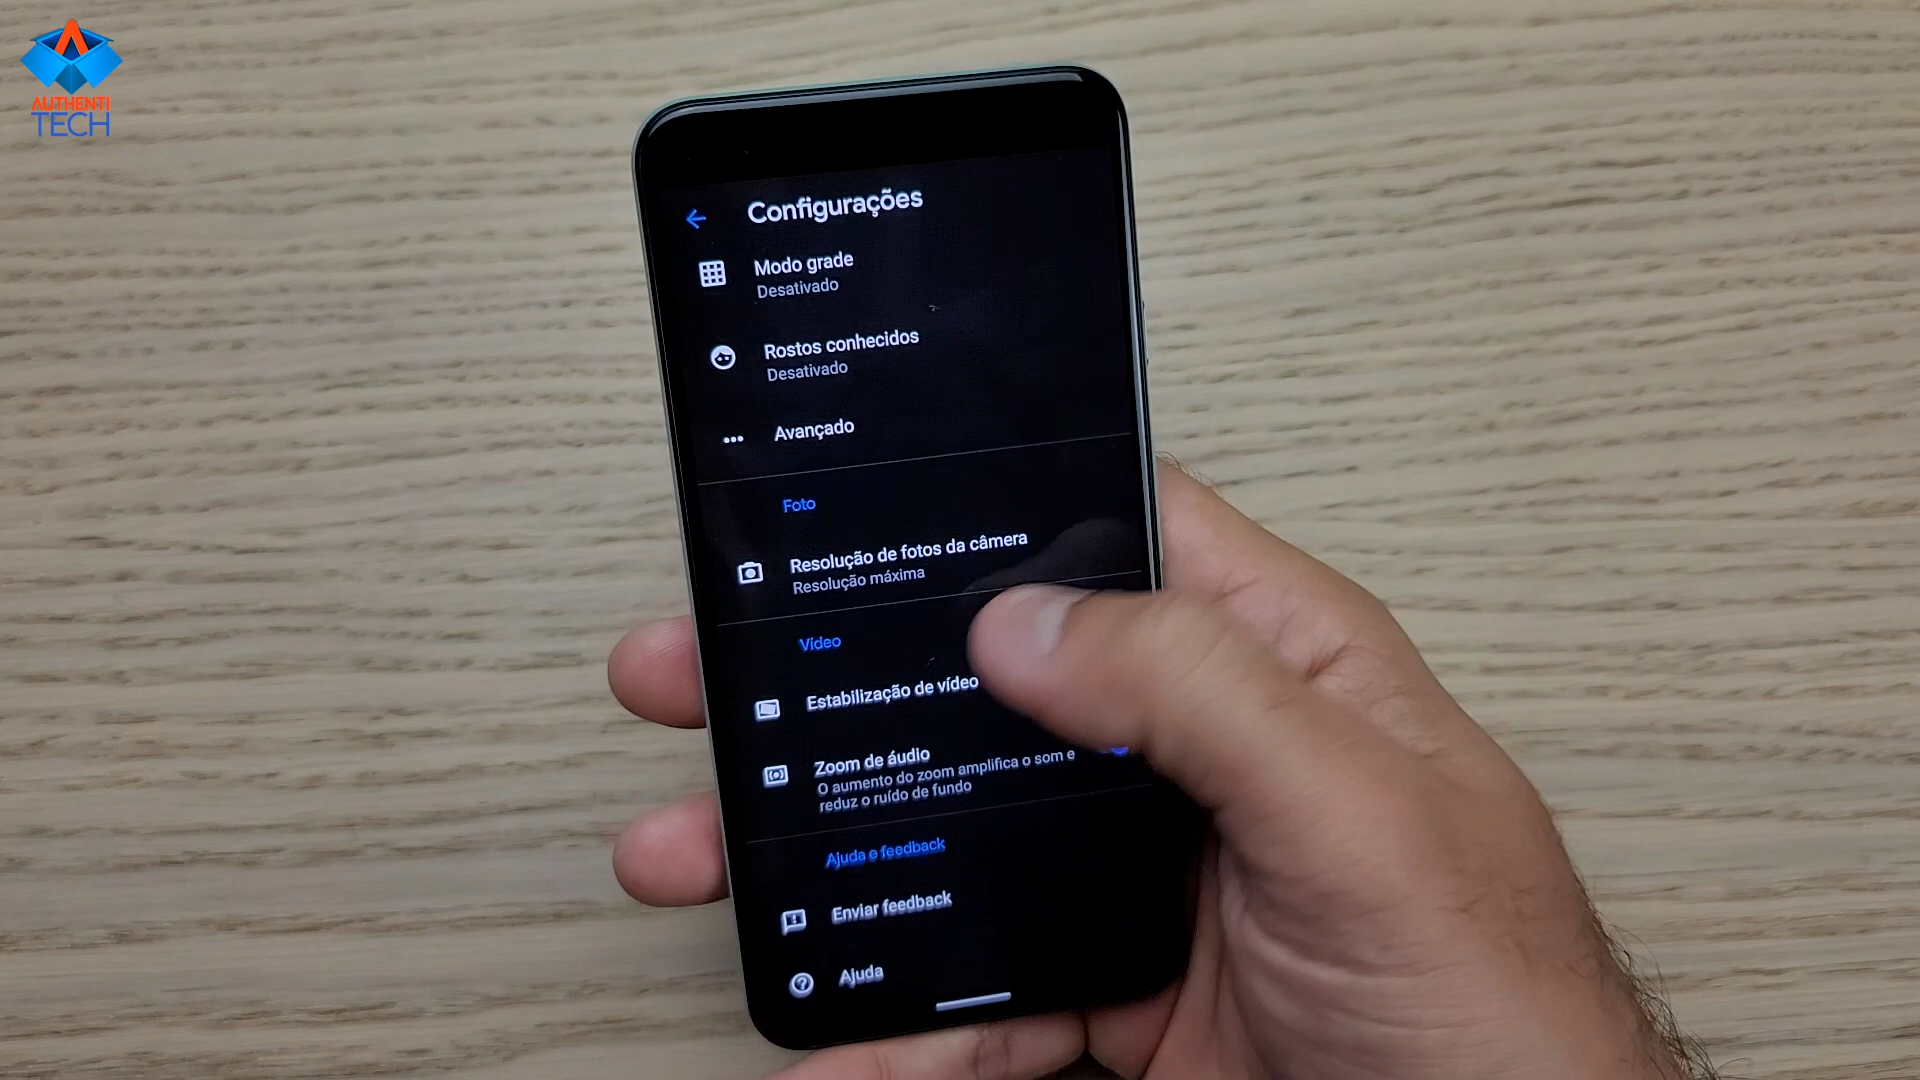 AUTHENTI
TECH
Configurações
Modo grade
Desativado
Rostos conhecidos
Desativado
Avançado
Foto
Resolução de fotos da câmera
Resolução máxima
Vídeo
Estabilização de vídeo
Zoom de áudio
O aumento do zoom amplifica o som e
reduz o ruído de fundo
Ajuda e feedback
Enviar feedback
Ajuda